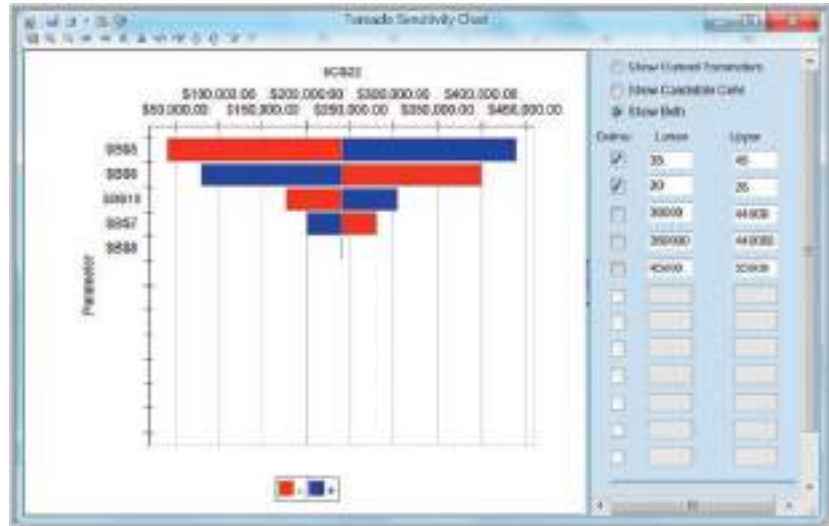 Tornado Sensitivity Chart
$C$22
$100,000.00 $200,000.00 $300,000.00 $400,000.00
$50,000.00 $150,000.00 $250,000.00 $350,000.00 $450,000.00
Show Current Parameters
Show Candidate Cells
Show Both
Lower Upper
$B$5
35 45
$B$6
20 25
$B$10
$B$7
350000
$B$8
45000 55000
Parameter
- +